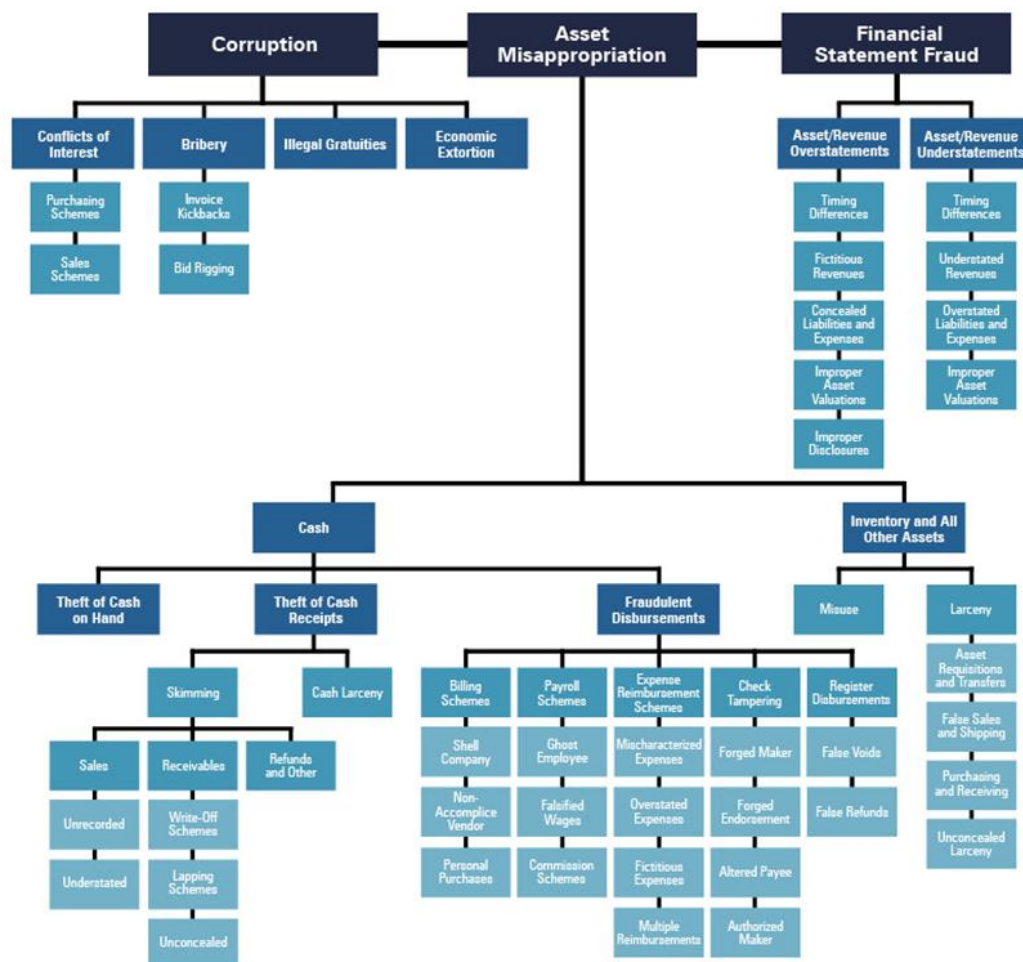 Corruption
Asset
Misappropriation
Financial
Statement Fraud
Conflicts of
Interest
Bribery
Illegal Gratuities
Economic
Extortion
Asset/Revenue
Overstatements
Asset/Revenue
Understatements
Purchasing
Schemes
Invoice
Kickbacks
Timing
Differences
Timing
Differences
Sales
Schemes
Bid Rigging
Fictitious
Revenues
Understated
Revenues
Concealed
Liabilities and
Expenses
Overstated
Liabilities and
Expenses
Improper
Asset
Valuations
Improper
Asset
Valuations
Improper
Disclosures
Cash
Inventory and All
Other Assets
Theft of Cash
on Hand
Theft of Cash
Receipts
Fraudulent
Disbursements
Misuse
Larceny
Skimming
Cash Larceny
Billing
Schemes
Payroll
Schemes
Expense
Reimbursement
Schemes
Check
Tampering
Register
Disbursements
Asset
Requisitions
and Transfers
Sales
Receivables
Refunds
and Other
Shell
Company
Ghost
Employee
Mischaracterized
Expenses
Forged Maker
False Voids
False Sales
and Shipping
Unrecorded
Write-Off
Schemes
Non-
Accomplice
Vendor
Falsified
Wages
Overstated
Expenses
Forged
Endorsement
False Refunds
Purchasing
and Receiving
Understated
Lapping
Schemes
Personal
Purchases
Commission
Schemes
Fictitious
Expenses
Altered Payee
Unconcealed
Larceny
Unconcealed
Multiple
Reimbursements
Authorized
Maker